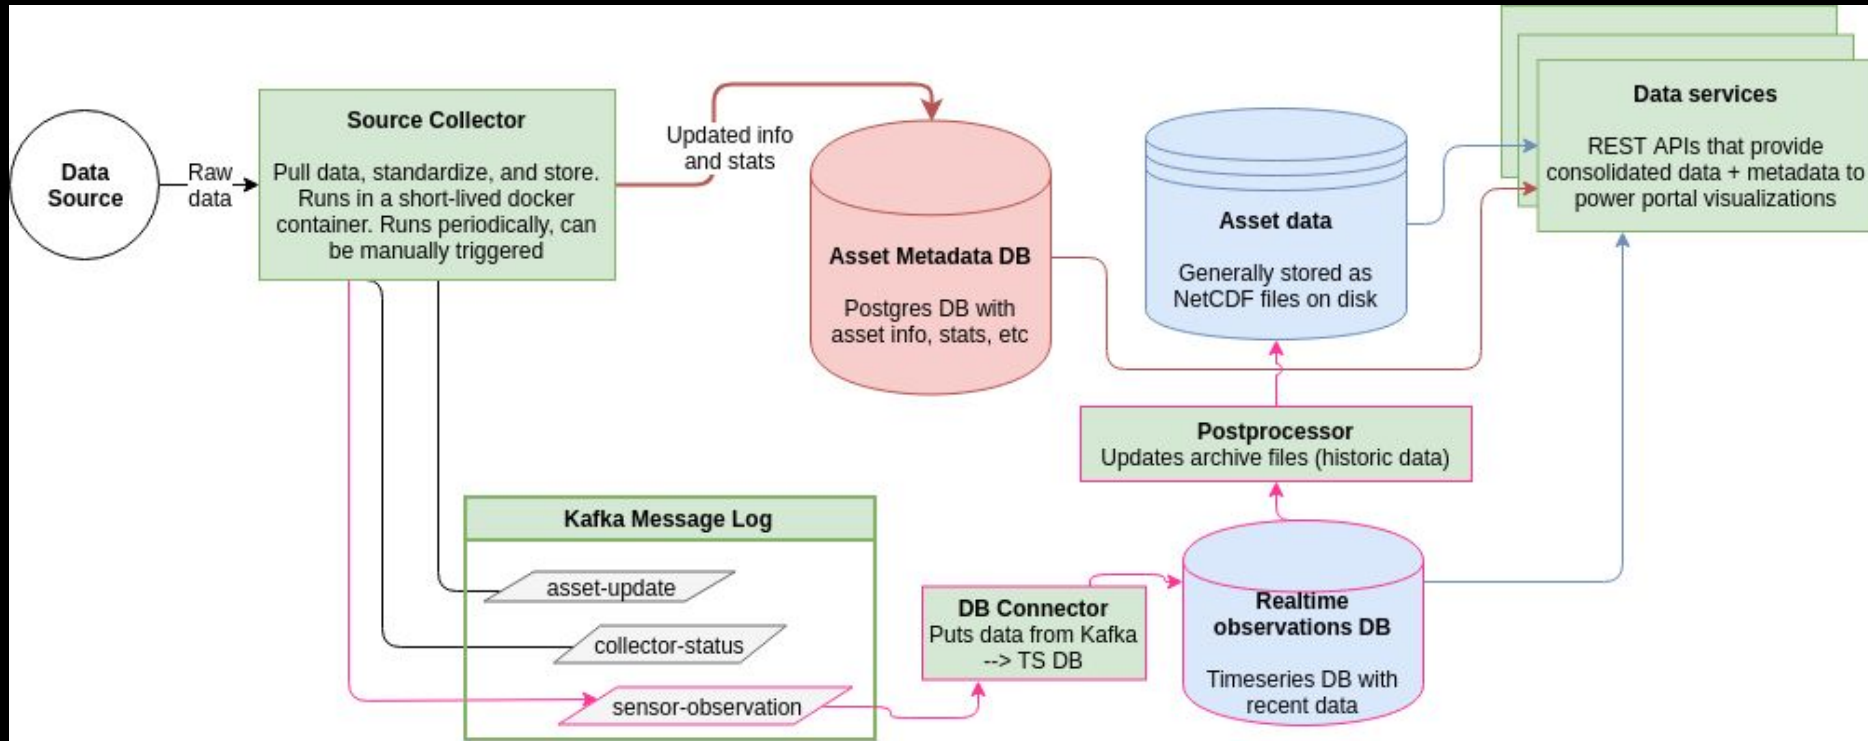 Data
Source
Raw
data
Source Collector
Pull data, standardize, and store.
Runs in a short-lived docker
container. Runs periodically, can
be manually triggered
Updated info
and stats
Asset Metadata DB
Postgres DB with
asset info, stats, etc
Asset data
Generally stored as
NetCDF files on disk
Data services
REST APIs that provide
consolidated data + metadata to
power portal visualizations
Postprocessor
Updates archive files (historic data)
Kafka Message Log
asset-update
collector-status
sensor-observation
DB Connector
Puts data from Kafka
--> TS DB
Realtime
observations DB
Timeseries DB with
recent data